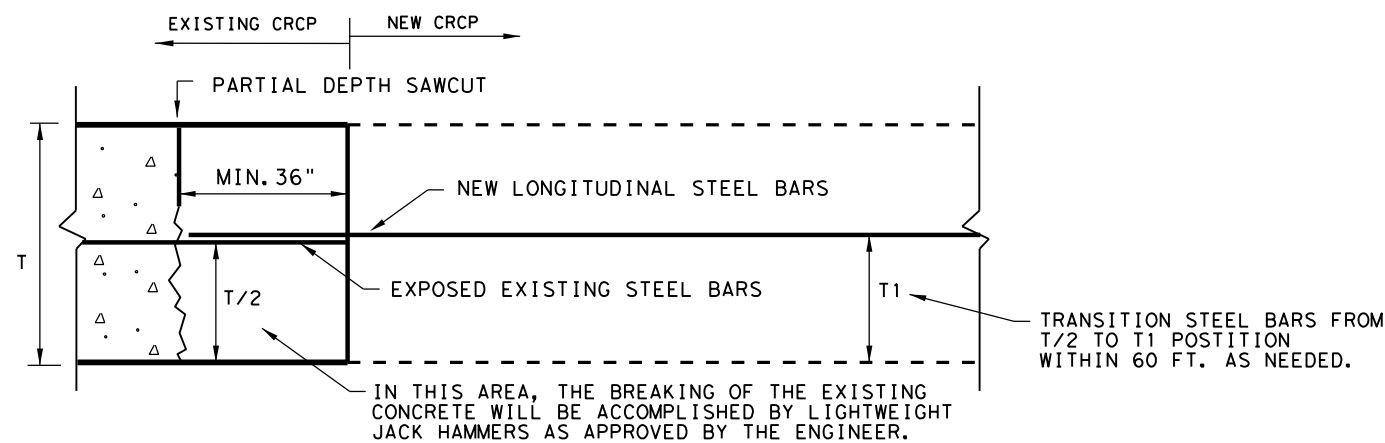 EXISTING CRCP
NEW CRCP
PARTIAL DEPTH SAWCUT
MIN. 36"
NEW LONGITUDINAL STEEL BARS
T
T/2
EXPOSED EXISTING STEEL BARS
T1
TRANSITION STEEL BARS FROM
T/2 TO T1 POSTITION
WITHIN 60 FT. AS NEEDED.
IN THIS AREA, THE BREAKING OF THE EXISTING
CONCRETE WILL BE ACCOMPLISHED BY LIGHTWEIGHT
JACK HAMMERS AS APPROVED BY THE ENGINEER.